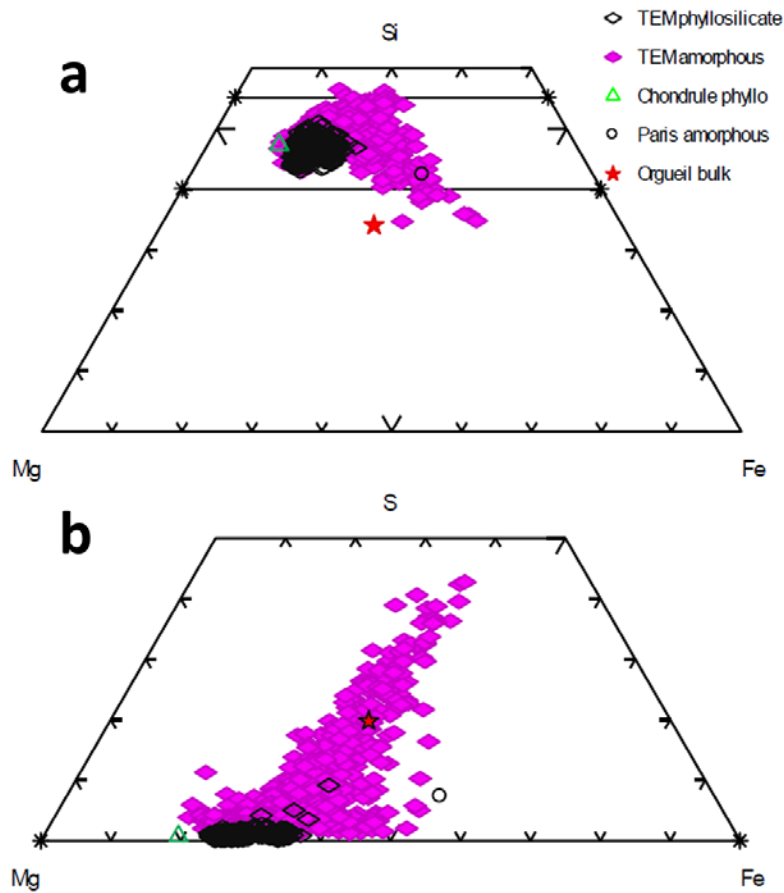 Si
a
TEMphyllosilicate
TEMamorphous
Chondrule phyllo
Paris amorphous
Orgueil bulk
Mg
Fe
S
b
Mg
Fe